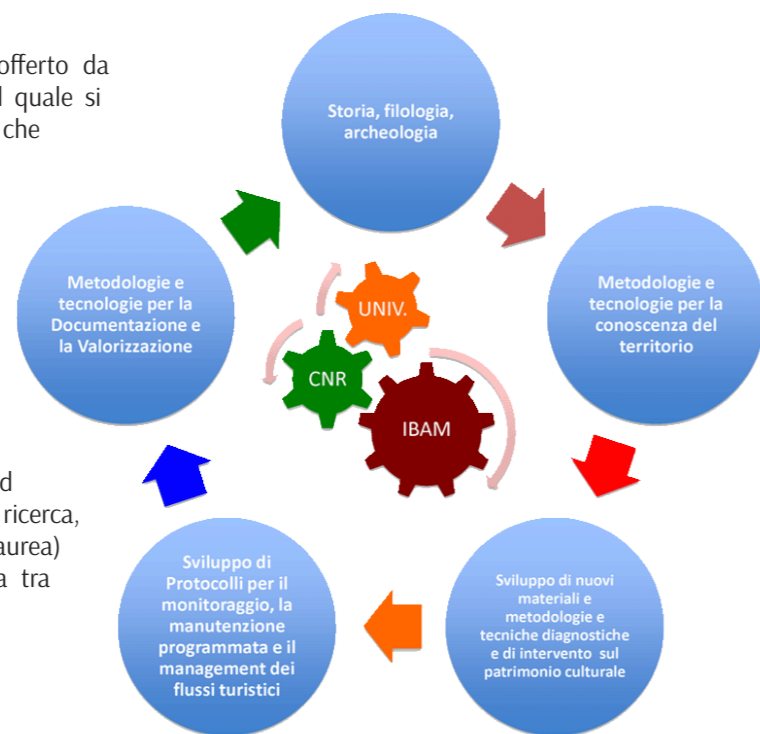 offerto da
l quale si
che
Storia, filologia,
archeologia
Metodologie e
tecnologie per la
Documentazione e
la Valorizzazione
UNIV.
CNR
IBAM
Metodologie e
tecnologie per la
conoscenza del
territorio
d
ricerca,
aurea)
a tra
Sviluppo di
Protocolli per il
monitoraggio, la
manutenzione
programmata e il
management dei
flussi turistici
Sviluppo di nuovi
materiali e
metodologie e
tecniche diagnostiche
e di intervento sul
patrimonio culturale